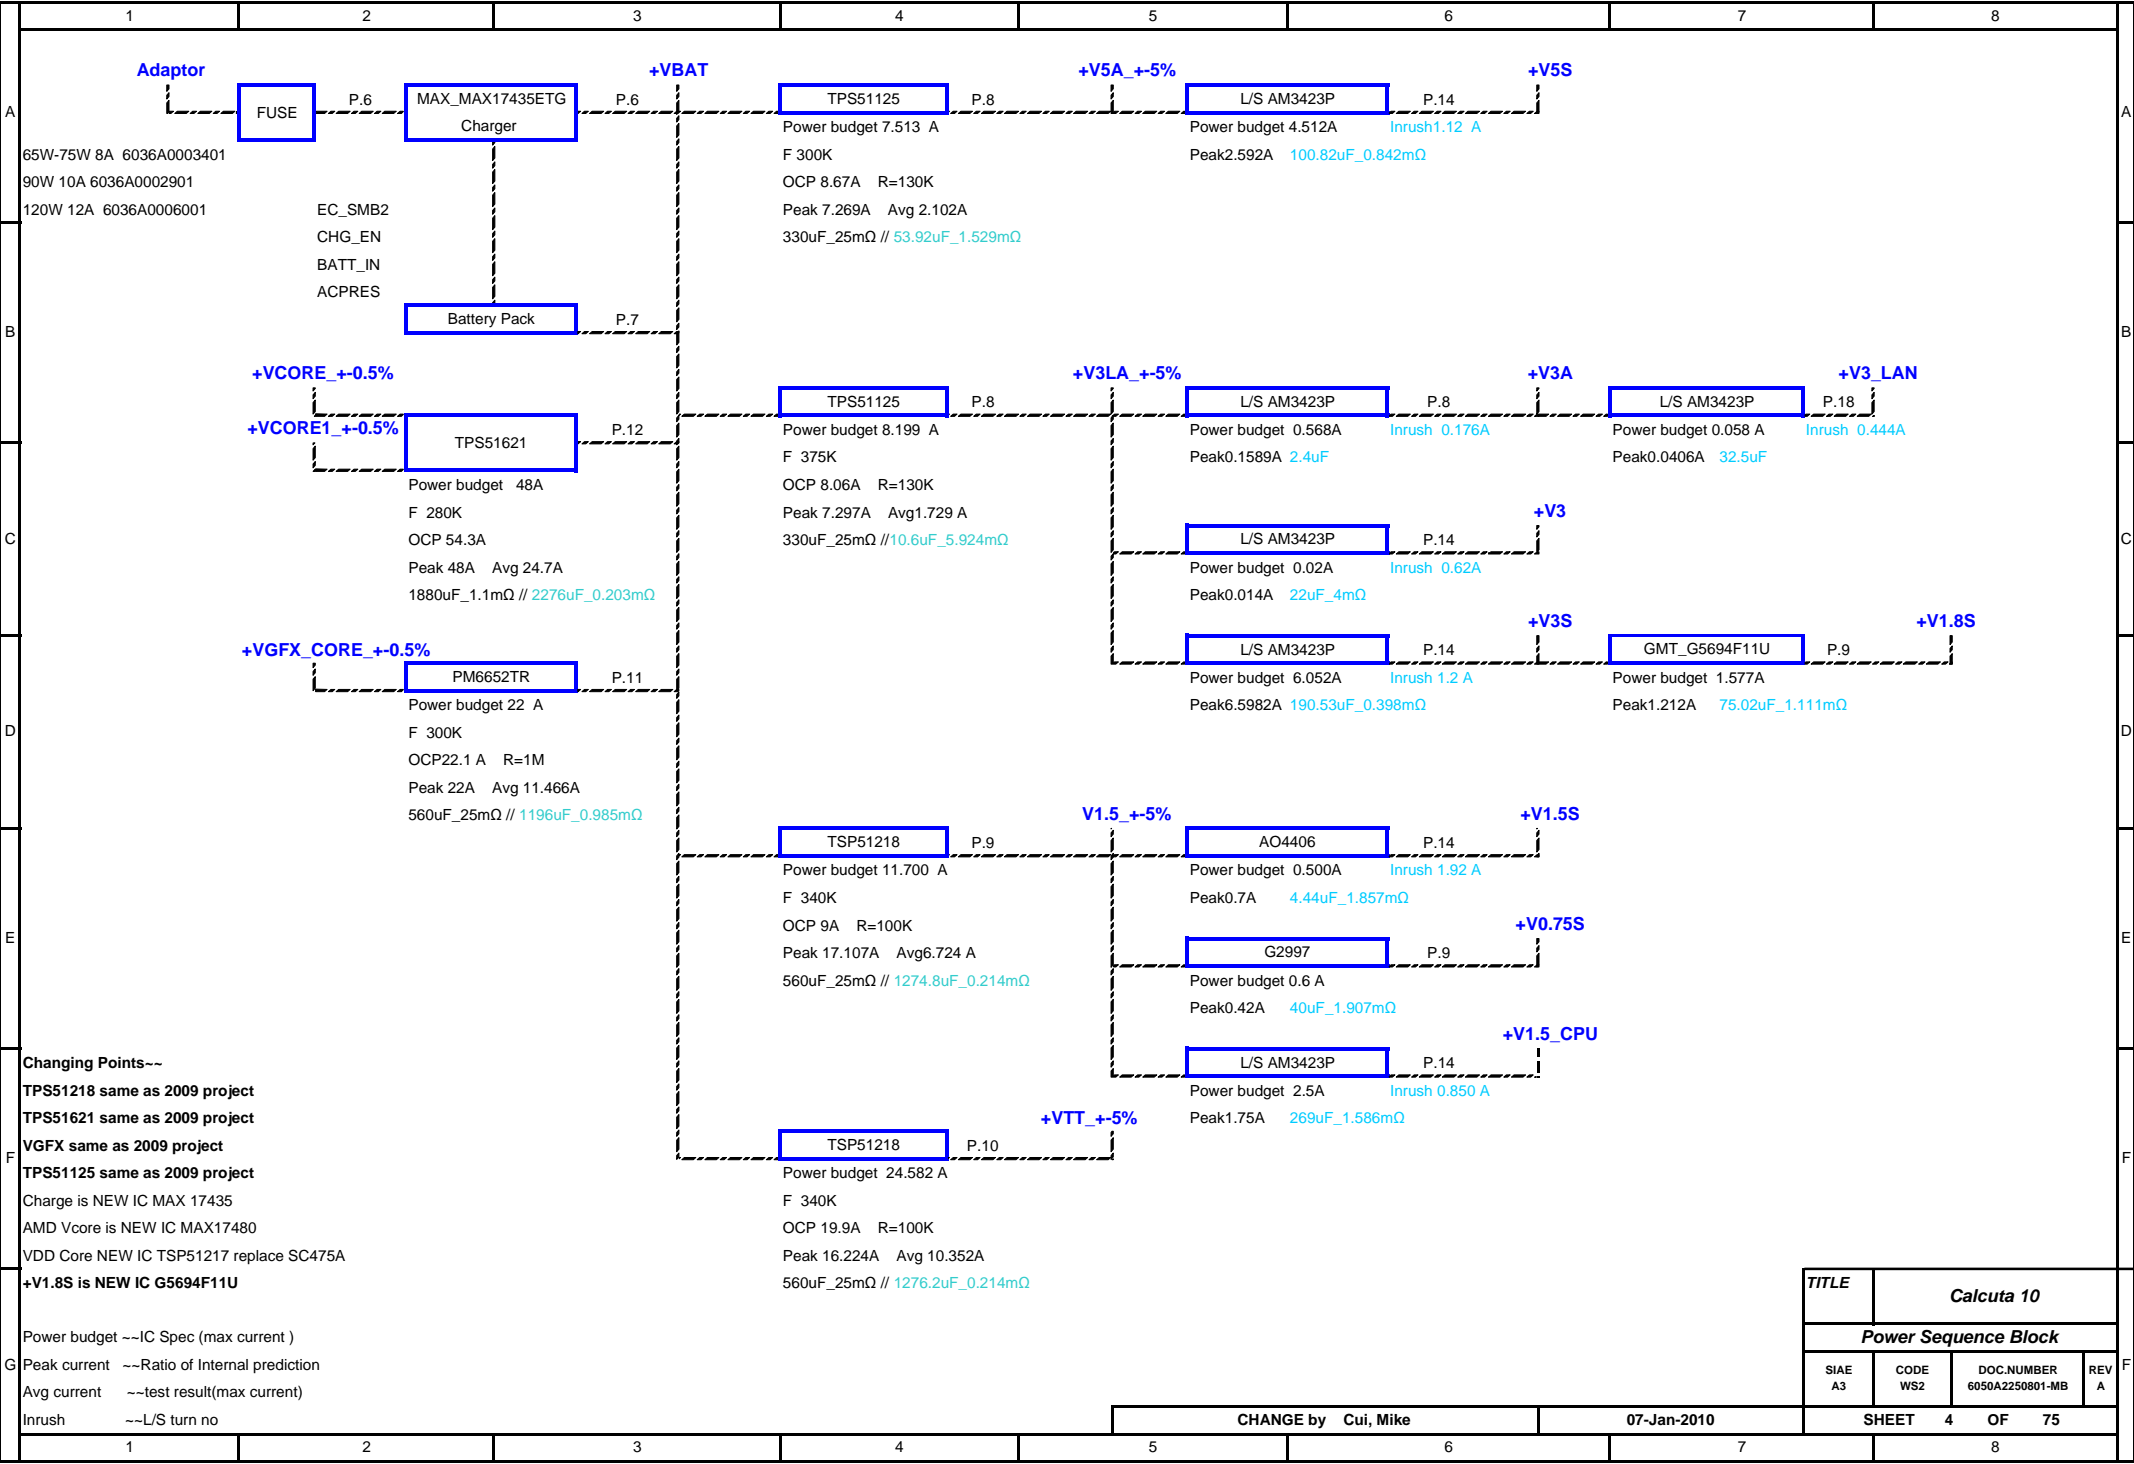 1 2 3 4 5 6 7 8
A A
B B
C C
D D
E E
F F
G F
Adaptor
FUSE
P.6
MAX_MAX17435ETG
Charger
P.6
+VBAT
65W-75W 8A 6036A0003401
90W 10A 6036A0002901
120W 12A 6036A0006001
EC_SMB2
CHG_EN
BATT_IN
ACPRES
Battery Pack
P.7
TPS51125
P.8
+V5A_+-5%
Power budget 7.513 A
F 300K
OCP 8.67A R=130K
Peak 7.269A Avg 2.102A
330uF_25mΩ // 53.92uF_1.529mΩ
L/S AM3423P
P.14
+V5S
Power budget 4.512A
Inrush1.12 A
Peak2.592A 100.82uF_0.842mΩ
+VCORE_+-0.5%
+VCORE1_+-0.5%
TPS51621
P.12
Power budget 48A
F 280K
OCP 54.3A
Peak 48A Avg 24.7A
1880uF_1.1mΩ // 2276uF_0.203mΩ
TPS51125
P.8
+V3LA_+-5%
Power budget 8.199 A
F 375K
OCP 8.06A R=130K
Peak 7.297A Avg1.729 A
330uF_25mΩ //10.6uF_5.924mΩ
L/S AM3423P
P.8
+V3A
Power budget 0.568A
Inrush 0.176A
Peak0.1589A 2.4uF
L/S AM3423P
P.18
+V3_LAN
Power budget 0.058 A
Inrush 0.444A
Peak0.0406A 32.5uF
L/S AM3423P
P.14
+V3
Power budget 0.02A
Inrush 0.62A
Peak0.014A 22uF_4mΩ
L/S AM3423P
P.14
+V3S
Power budget 6.052A
Inrush 1.2 A
Peak6.5982A 190.53uF_0.398mΩ
GMT_G5694F11U
P.9
+V1.8S
Power budget 1.577A
Peak1.212A 75.02uF_1.111mΩ
+VGFX_CORE_+-0.5%
PM6652TR
P.11
Power budget 22 A
F 300K
OCP22.1 A R=1M
Peak 22A Avg 11.466A
560uF_25mΩ // 1196uF_0.985mΩ
TSP51218
P.9
V1.5_+-5%
Power budget 11.700 A
F 340K
OCP 9A R=100K
Peak 17.107A Avg6.724 A
560uF_25mΩ // 1274.8uF_0.214mΩ
AO4406
P.14
+V1.5S
Power budget 0.500A
Inrush 1.92 A
Peak0.7A 4.44uF_1.857mΩ
G2997
P.9
+V0.75S
Power budget 0.6 A
Peak0.42A 40uF_1.907mΩ
L/S AM3423P
P.14
+V1.5_CPU
Power budget 2.5A
Inrush 0.850 A
Peak1.75A 269uF_1.586mΩ
TSP51218
P.10
+VTT_+-5%
Power budget 24.582 A
F 340K
OCP 19.9A R=100K
Peak 16.224A Avg 10.352A
560uF_25mΩ // 1276.2uF_0.214mΩ
Changing Points~~
TPS51218 same as 2009 project
TPS51621 same as 2009 project
VGFX same as 2009 project
TPS51125 same as 2009 project
Charge is NEW IC MAX 17435
AMD Vcore is NEW IC MAX17480
VDD Core NEW IC TSP51217 replace SC475A
+V1.8S is NEW IC G5694F11U
Power budget ~~IC Spec (max current )
Peak current ~~Ratio of Internal prediction
Avg current ~~test result(max current)
Inrush ~~L/S turn no
TITLE
Calcuta 10
Power Sequence Block
SIAE CODE DOC.NUMBER REV
A3 WS2 6050A2250801-MB A
CHANGE by Cui, Mike
07-Jan-2010
SHEET 4 OF 75
1 2 3 4 5 6 7 8